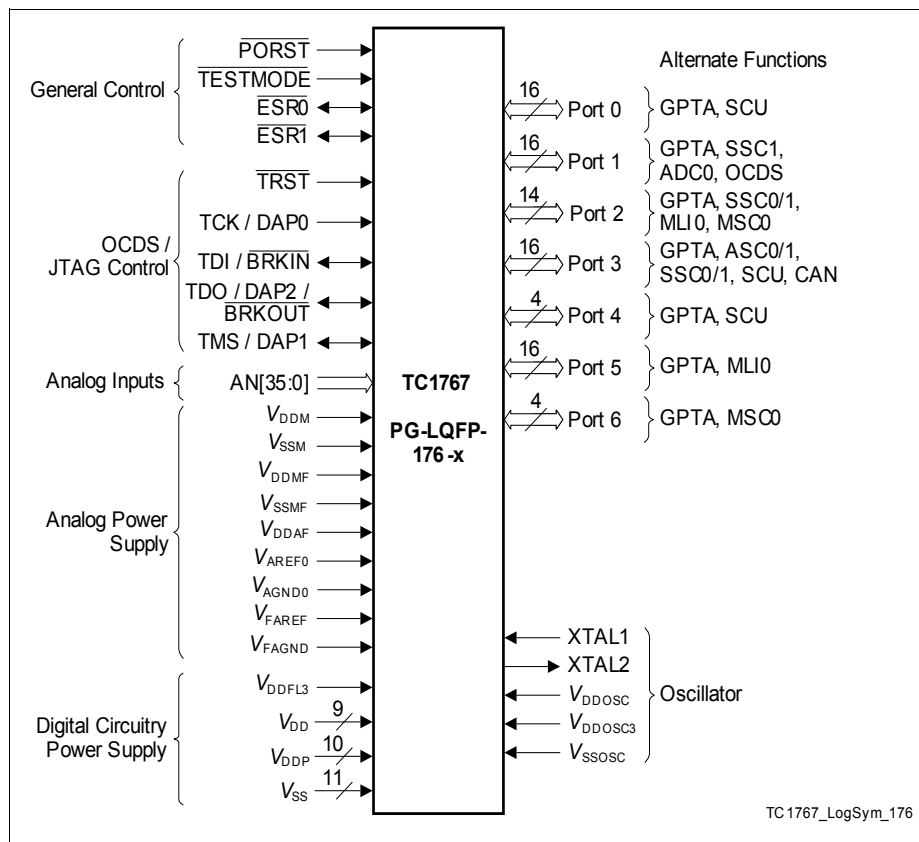 General Control
PORST
TESTMODE
ESR0
ESR1
OCDS /
JTAG Control
TRST
TCK / DAP0
TDI / BRKIN
TDO / DAP2 /
BRKOUT
TMS / DAP1
Analog Inputs
AN[35:0]
Analog Power
Supply
VDDM
VSSM
VDDMF
VSSMF
VDDAF
VAREF0
VAGND0
VFAREF
VFAGND
Digital Circuitry
Power Supply
VDDFL3
VDD 9
VDDP 10
VSS 11
TC1767
PG-LQFP-
176 -x
Alternate Functions
16 Port 0 GPTA, SCU
16 Port 1 GPTA, SSC1,
ADC0, OCDS
14 Port 2 GPTA, SSC0/1,
MLI0, MSC0
16 Port 3 GPTA, ASC0/1,
SSC0/1, SCU, CAN
4 Port 4 GPTA, SCU
16 Port 5 GPTA, MLI0
4 Port 6 GPTA, MSC0
XTAL1
XTAL2
VDDOSC
VDDOSC3
VSSOSC
Oscillator
TC1767_LogSym_176